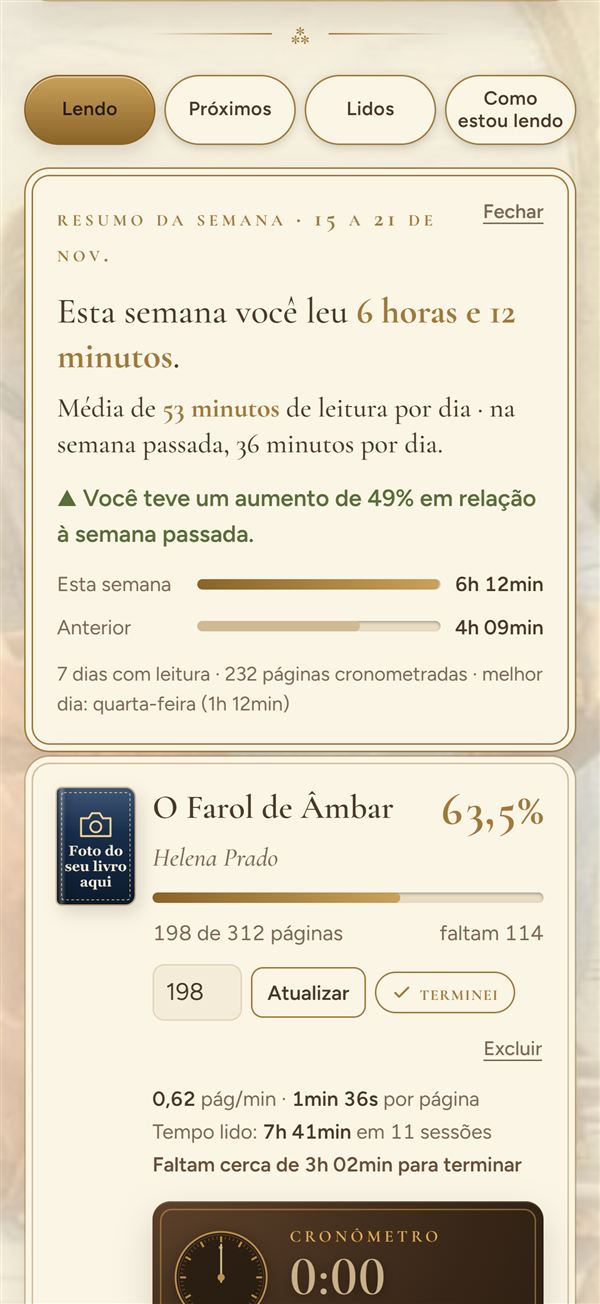 Lendo
Próximos
Lidos
Como
estou lendo
RESUMO DA SEMANA · 15 A 21 DE
NOV.
Fechar
Esta semana você leu 6 horas e 12
minutos.
Média de 53 minutos de leitura por dia · na
semana passada, 36 minutos por dia.
▲ Você teve um aumento de 49% em relação
à semana passada.
Esta semana 6h 12min
Anterior 4h 09min
7 dias com leitura · 232 páginas cronometradas · melhor
dia: quarta-feira (1h 12min)
Foto do
seu livro
aqui
O Farol de Âmbar
63,5%
Helena Prado
198 de 312 páginas
faltam 114
198
Atualizar
✓ TERMINEI
Excluir
0,62 pág/min · 1min 36s por página
Tempo lido: 7h 41min em 11 sessões
Faltam cerca de 3h 02min para terminar
CRONÔMETRO
0:00